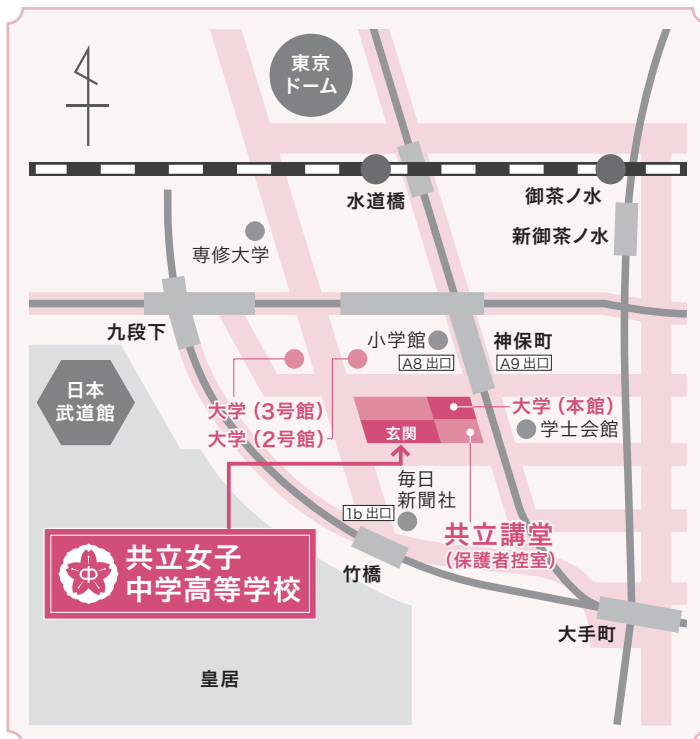 東京
ドーム
水道橋
御茶ノ水
新御茶ノ水
専修大学
九段下
小学館
神保町
A8 出口
A9 出口
日本
武道館
大学（3号館）
大学（2号館）
大学（本館）
玄関
学士会館
毎日
新聞社
1b 出口
共立講堂
（保護者控室）
中
共立女子
中学高等学校
竹橋
大手町
皇居